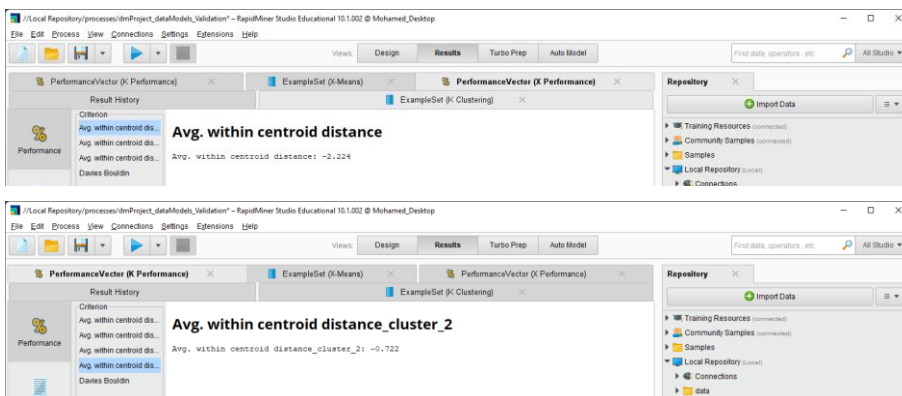 //Local Repository/processes/dmProject_dataModels_Validation* – RapidMiner Studio Educational 10.1.002 @ Mohamed_Desktop
File Edit Process View Connections Settings Extensions Help
Views: Design Results Turbo Prep Auto Model Find data, operators...etc All Studio
PerformanceVector (K Performance) ExampleSet (X-Means) PerformanceVector (X Performance) Repository
Result History ExampleSet (K Clustering) Import Data
Criterion
Performance
Avg. within centroid dis...
Avg. within centroid dis...
Avg. within centroid dis...
Davies Bouldin
Avg. within centroid distance
Avg. within centroid distance: -2.224
Training Resources (connected)
Community Samples (connected)
Samples
Local Repository (Local)
Connections
//Local Repository/processes/dmProject_dataModels_Validation* – RapidMiner Studio Educational 10.1.002 @ Mohamed_Desktop
File Edit Process View Connections Settings Extensions Help
Views: Design Results Turbo Prep Auto Model Find data, operators...etc All Studio
PerformanceVector (K Performance) ExampleSet (X-Means) PerformanceVector (X Performance) Repository
Result History ExampleSet (K Clustering) Import Data
Criterion
Performance
Avg. within centroid dis...
Avg. within centroid dis...
Avg. within centroid dis...
Avg. within centroid dis...
Davies Bouldin
Avg. within centroid distance_cluster_2
Avg. within centroid distance_cluster_2: -0.722
Training Resources (connected)
Community Samples (connected)
Samples
Local Repository (Local)
Connections
data